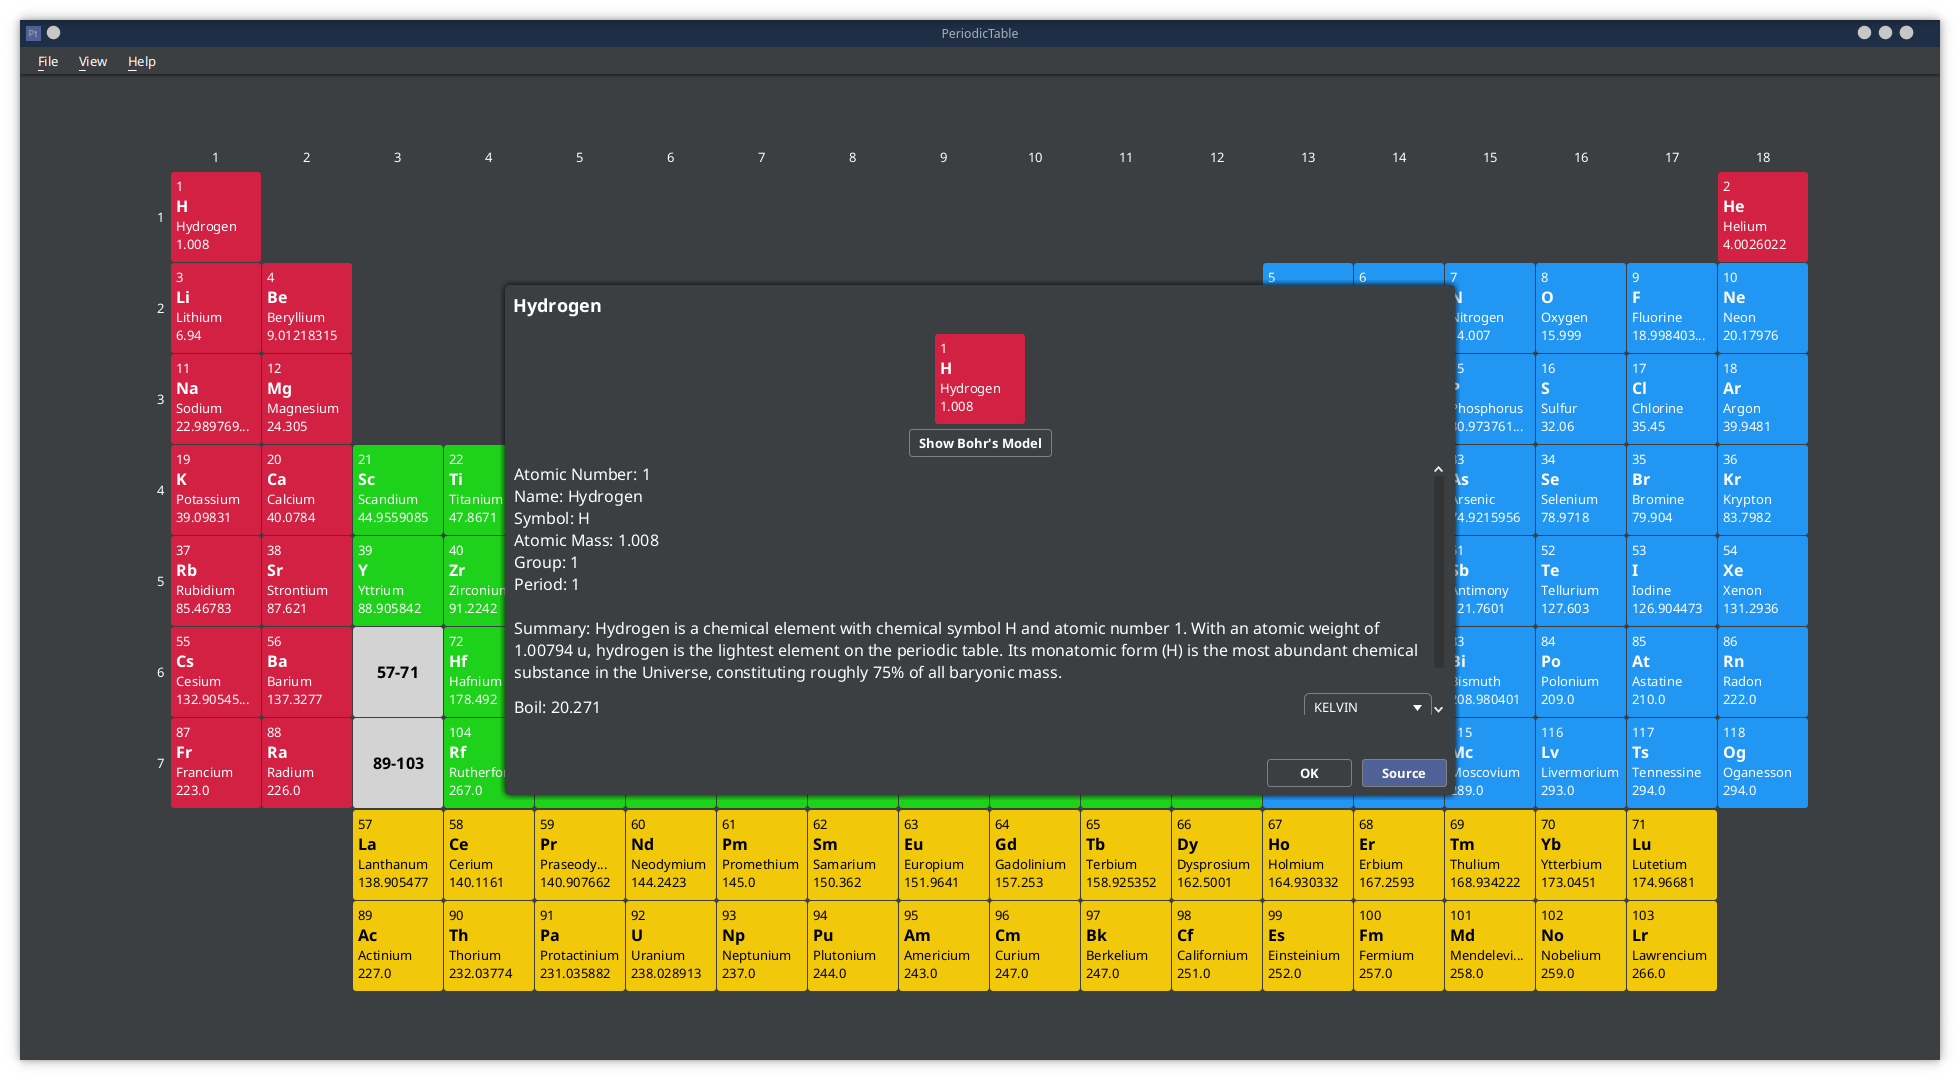 Pt
PeriodicTable
File View Help
1 2 3 4 5 6 7 8 9 10 11 12 13 14 15 16 17 18
1
1
H
Hydrogen
1.008
2
He
Helium
4.0026022
2
3
Li
Lithium
6.94
4
Be
Beryllium
9.01218315
5
6
7
Nitrogen
4.007
8
O
Oxygen
15.999
9
F
Fluorine
18.998403...
10
Ne
Neon
20.17976
3
11
Na
Sodium
22.989769...
12
Mg
Magnesium
24.305
Phosphorus
16
S
Sulfur
32.06
17
Cl
Chlorine
35.45
18
Ar
Argon
39.9481
4
19
K
Potassium
39.09831
20
Ca
Calcium
40.0784
21
Sc
Scandium
44.9559085
22
Ti
Titanium
47.8671
As
Arsenic
74.9215956
34
Se
Selenium
78.9718
35
Br
Bromine
79.904
36
Kr
Krypton
83.7982
5
37
Rb
Rubidium
85.46783
38
Sr
Strontium
87.621
39
Y
Yttrium
88.905842
40
Zr
Zirconium
91.2242
Sb
Antimony
52
Te
Tellurium
127.603
53
I
Iodine
126.904473
54
Xe
Xenon
131.2936
6
55
Cs
Cesium
132.90545...
56
Ba
Barium
137.3277
57-71
72
Hf
Hafnium
178.492
Bi
Bismuth
208.980401
84
Po
Polonium
209.0
85
At
Astatine
210.0
86
Rn
Radon
222.0
7
87
Fr
Francium
223.0
88
Ra
Radium
226.0
89-103
104
Rf
Rutherfo
267.0
Mc
Moscovium
289.0
116
Lv
Livermorium
293.0
117
Ts
Tennessine
294.0
118
Og
Oganesson
294.0
57
La
Lanthanum
138.905477
58
Ce
Cerium
140.1161
59
Pr
Praseody...
140.907662
60
Nd
Neodymium
144.2423
61
Pm
Promethium
145.0
62
Sm
Samarium
150.362
63
Eu
Europium
151.9641
64
Gd
Gadolinium
157.253
65
Tb
Terbium
158.925352
66
Dy
Dysprosium
162.5001
67
Ho
Holmium
164.930332
68
Er
Erbium
167.2593
69
Tm
Thulium
168.934222
70
Yb
Ytterbium
173.0451
71
Lu
Lutetium
174.96681
89
Ac
Actinium
227.0
90
Th
Thorium
232.03774
91
Pa
Protactinium
231.035882
92
U
Uranium
238.028913
93
Np
Neptunium
237.0
94
Pu
Plutonium
244.0
95
Am
Americium
243.0
96
Cm
Curium
247.0
97
Bk
Berkelium
247.0
98
Cf
Californium
251.0
99
Es
Einsteinium
252.0
100
Fm
Fermium
257.0
101
Md
Mendelevi...
258.0
102
No
Nobelium
259.0
103
Lr
Lawrencium
266.0
Hydrogen
1
H
Hydrogen
1.008
Show Bohr's Model
Atomic Number: 1
Name: Hydrogen
Symbol: H
Atomic Mass: 1.008
Group: 1
Period: 1
Summary: Hydrogen is a chemical element with chemical symbol H and atomic number 1. With an atomic weight of
1.00794 u, hydrogen is the lightest element on the periodic table. Its monatomic form (H) is the most abundant chemical
substance in the Universe, constituting roughly 75% of all baryonic mass.
Boil: 20.271
KELVIN
OK
Source